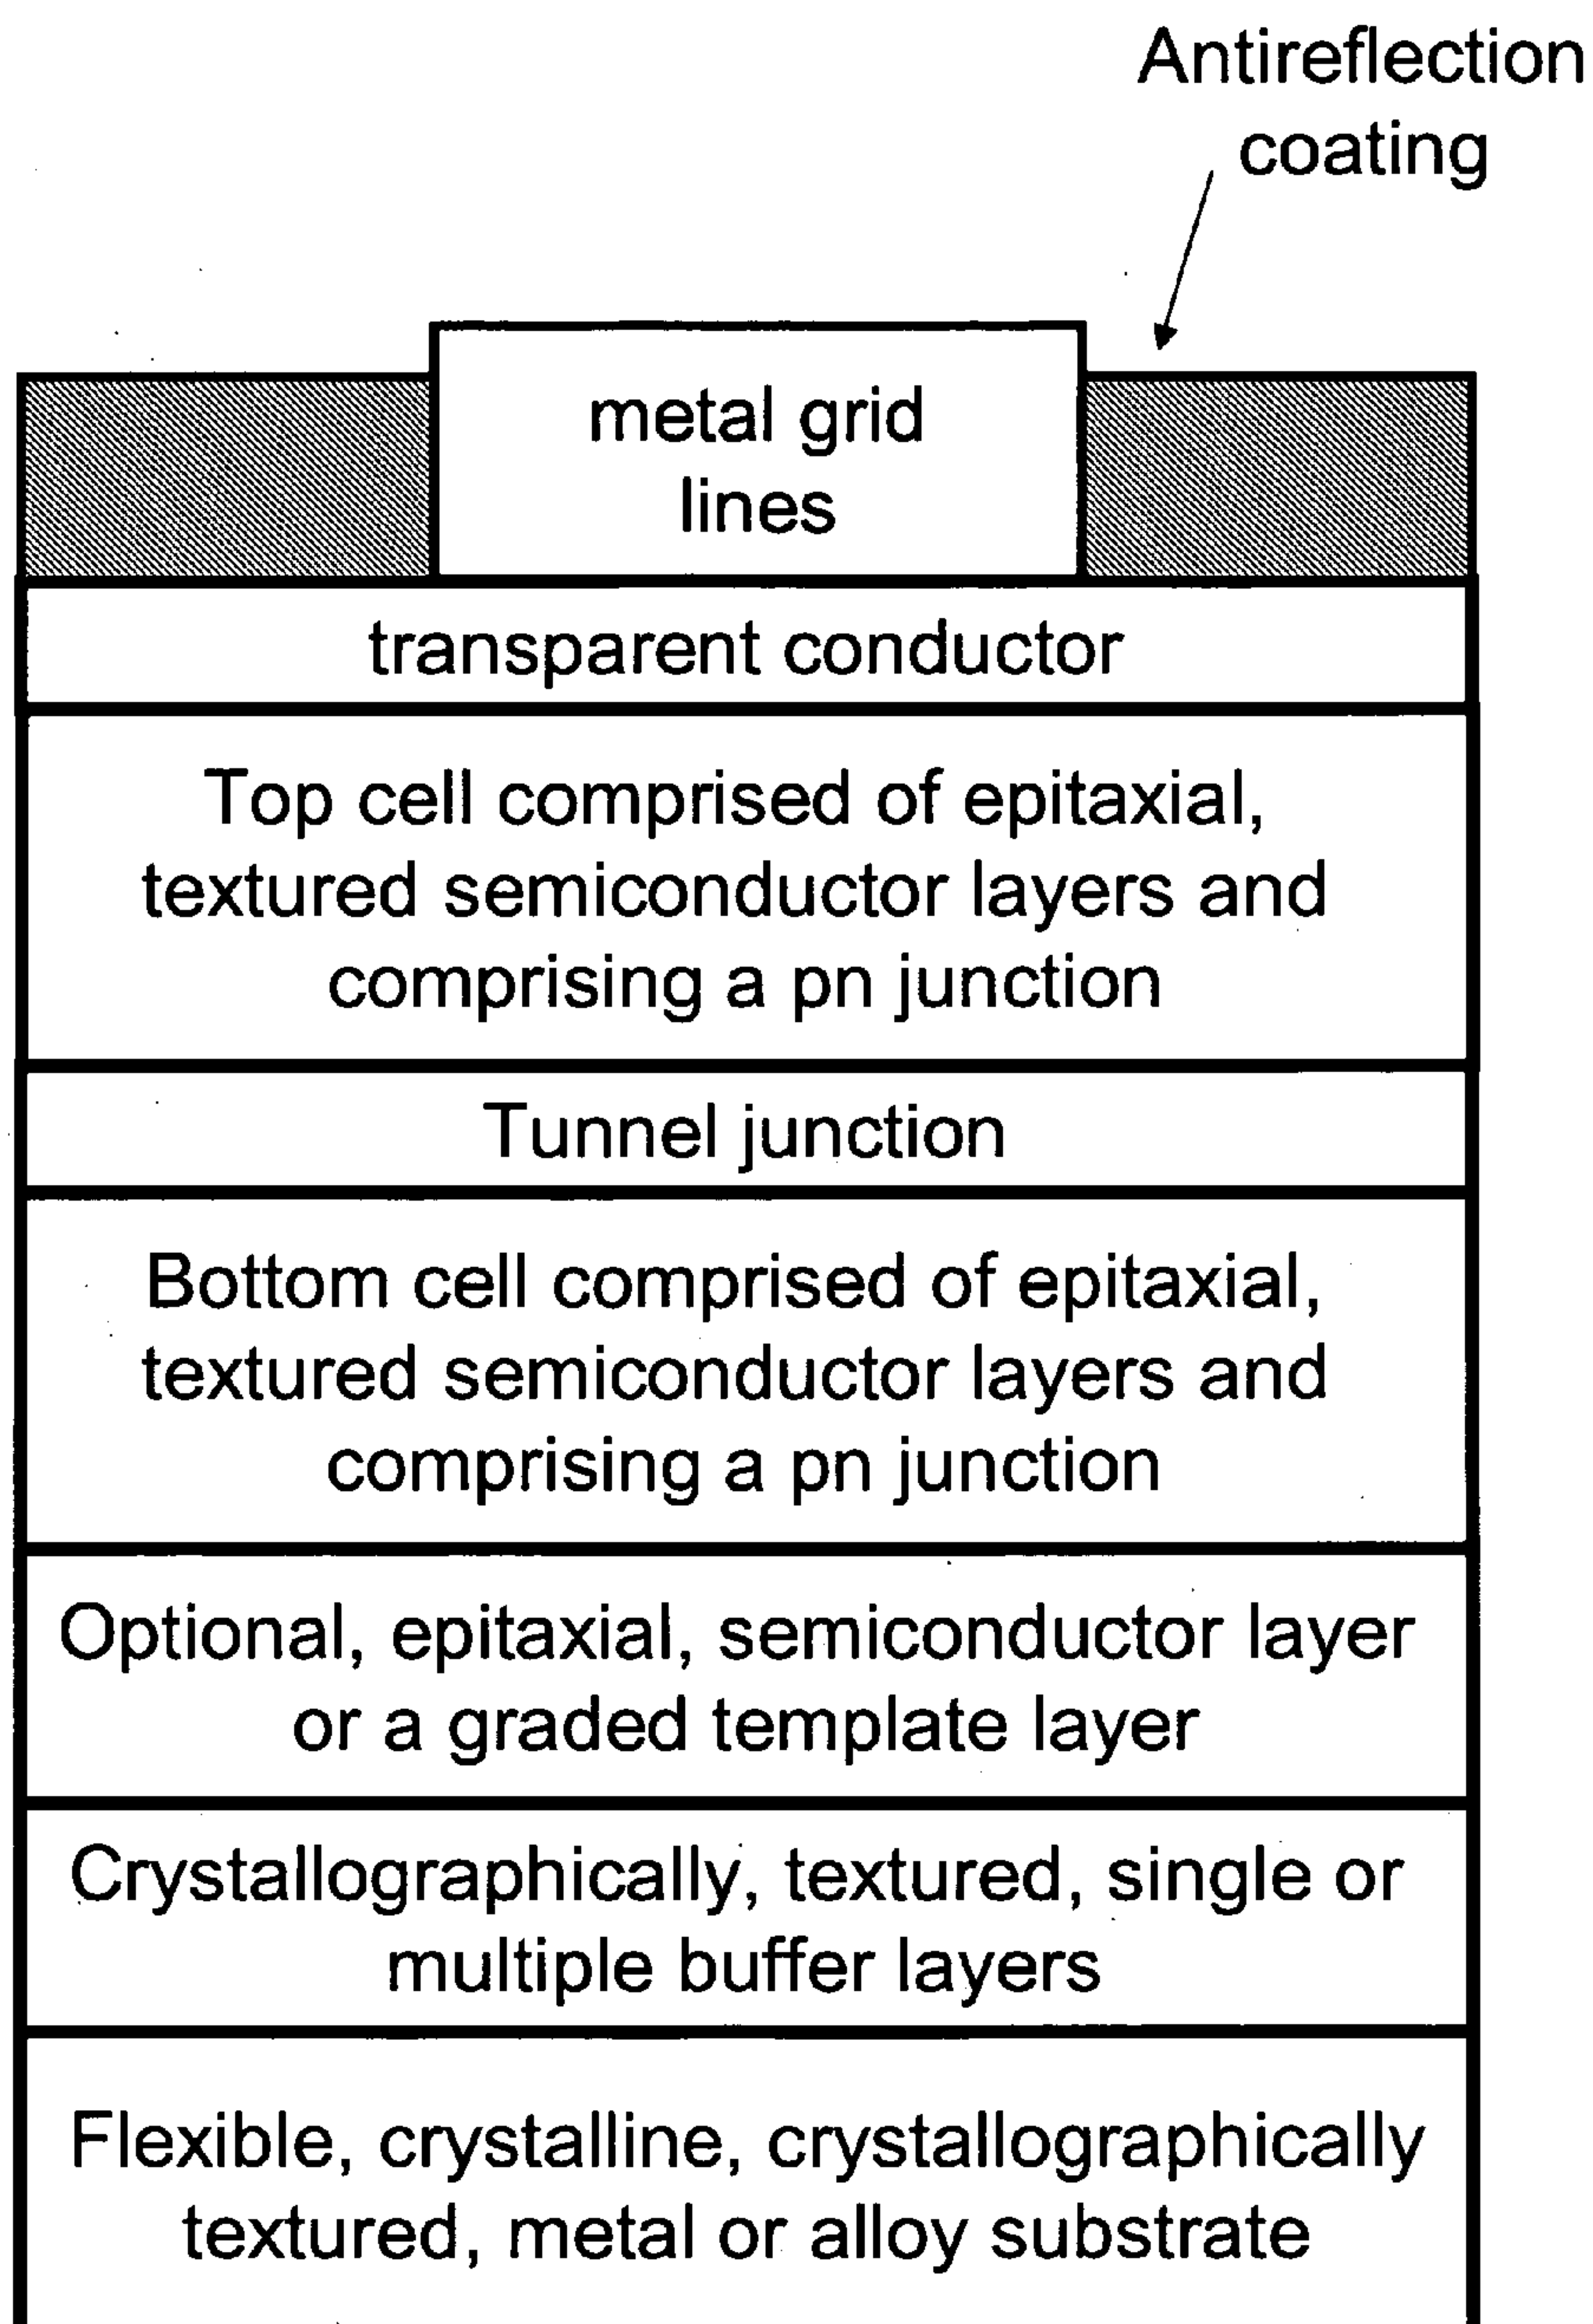 Antireflection
coating
metal grid
lines
transparent conductor
Top cell comprised of epitaxial,
textured semiconductor layers and
comprising a pn junction
Tunnel junction
Bottom cell comprised of epitaxial,
textured semiconductor layers and
comprising a pn junction
Optional, epitaxial, semiconductor layer
or a graded template layer
Crystallographically, textured, single or
multiple buffer layers
Flexible, crystalline, crystallographically
textured, metal or alloy substrate